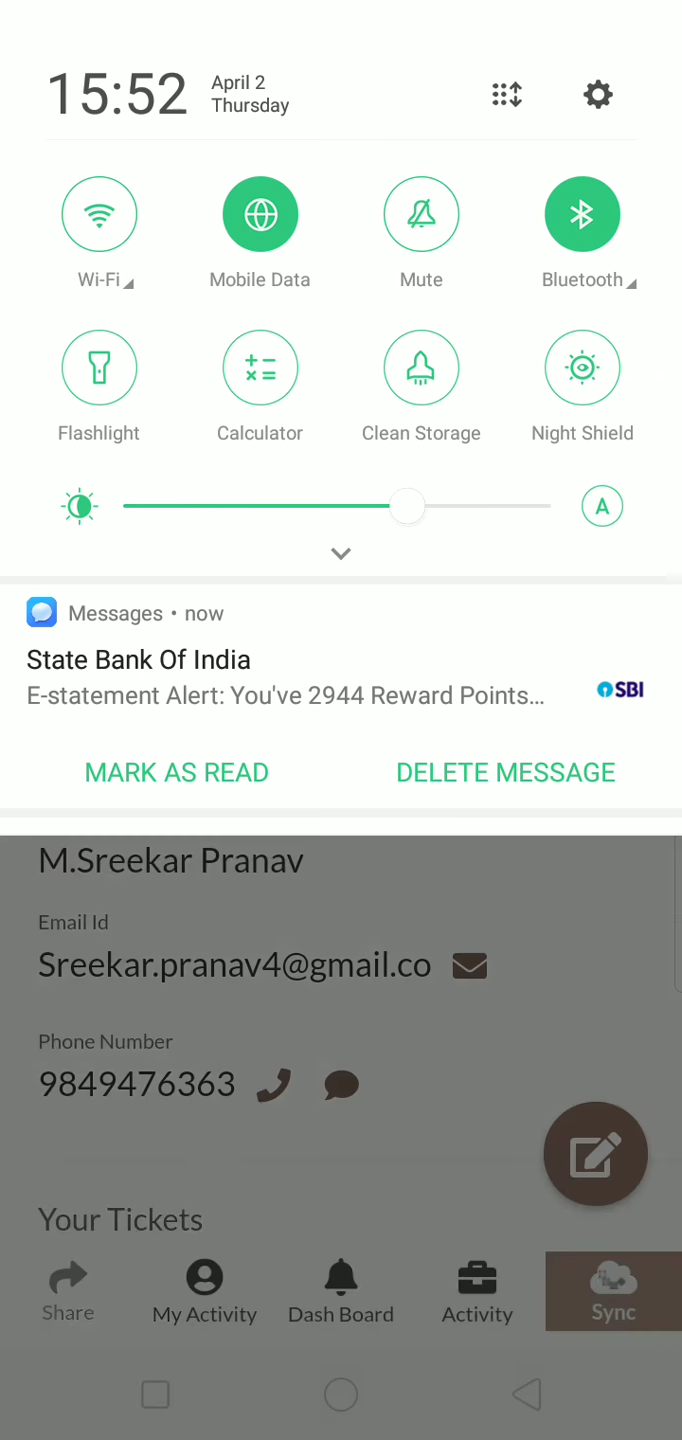 15:52
April 2
Thursday
Wi-Fi
Mobile Data
Mute
Bluetooth
Flashlight
Calculator
Clean Storage
Night Shield
A
Messages • now
State Bank Of India
E-statement Alert: You've 2944 Reward Points...
SBI
MARK AS READ
DELETE MESSAGE
M.Sreekar Pranav
Email Id
Sreekar.pranav4@gmail.co
Phone Number
9849476363
Your Tickets
Share
My Activity
Dash Board
Activity
Sync